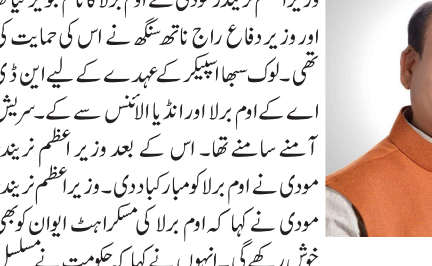 وزیر اعظم نریندر مودی نے اوم برلا کا نام تجویز کیا تھا
اور وزیر دفاع راج ناتھ سنگھ نے اس کی حمایت کی
تھی۔ لوک سبھا اسپیکر کے عہدے کے لیے این ڈی
اے کے اوم برلا اور انڈیا الائنس سے کے۔ سریش
آمنے سامنے تھا۔ اس کے بعد وزیر اعظم نریندر
مودی نے اوم برلا کو مبارکباد دی۔ وزیر اعظم نریندر
مودی نے کہا کہ اوم برلا کی مسکراہٹ ایوان کو بھی
خوش رکھے گی۔ انہوں نے کہا کہ حکومت نے مسلسل